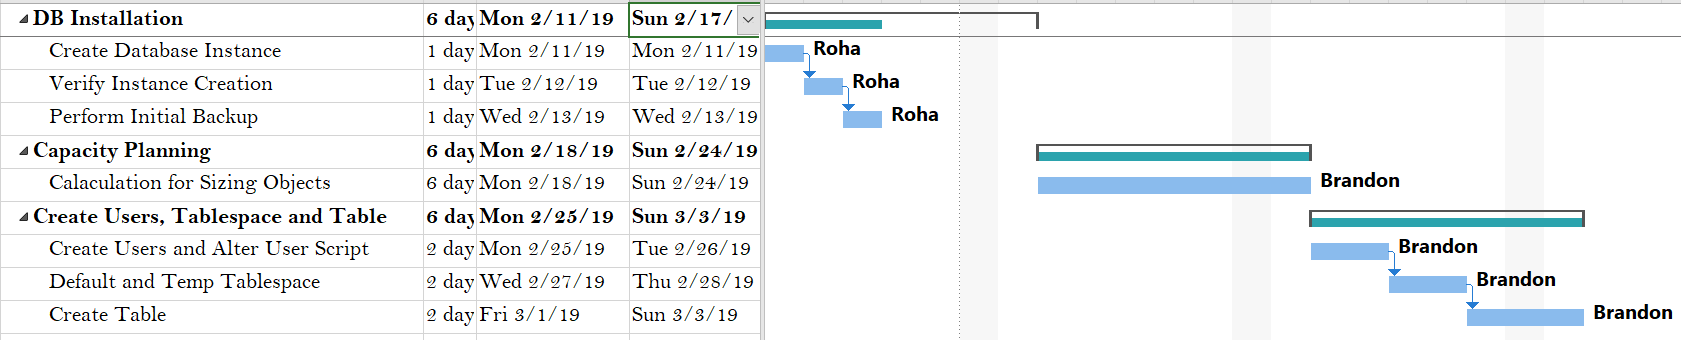 DB Installation 6 day Mon 2/11/19 Sun 2/17/
Create Database Instance 1 day Mon 2/11/19 Mon 2/11/19 Roha
Verify Instance Creation 1 day Tue 2/12/19 Tue 2/12/19 Roha
Perform Initial Backup 1 day Wed 2/13/19 Wed 2/13/19 Roha
Capacity Planning 6 day Mon 2/18/19 Sun 2/24/19
Calaculation for Sizing Objects 6 day Mon 2/18/19 Sun 2/24/19 Brandon
Create Users, Tablespace and Table 6 day Mon 2/25/19 Sun 3/3/19
Create Users and Alter User Script 2 day Mon 2/25/19 Tue 2/26/19 Brandon
Default and Temp Tablespace 2 day Wed 2/27/19 Thu 2/28/19 Brandon
Create Table 2 day Fri 3/1/19 Sun 3/3/19 Brandon